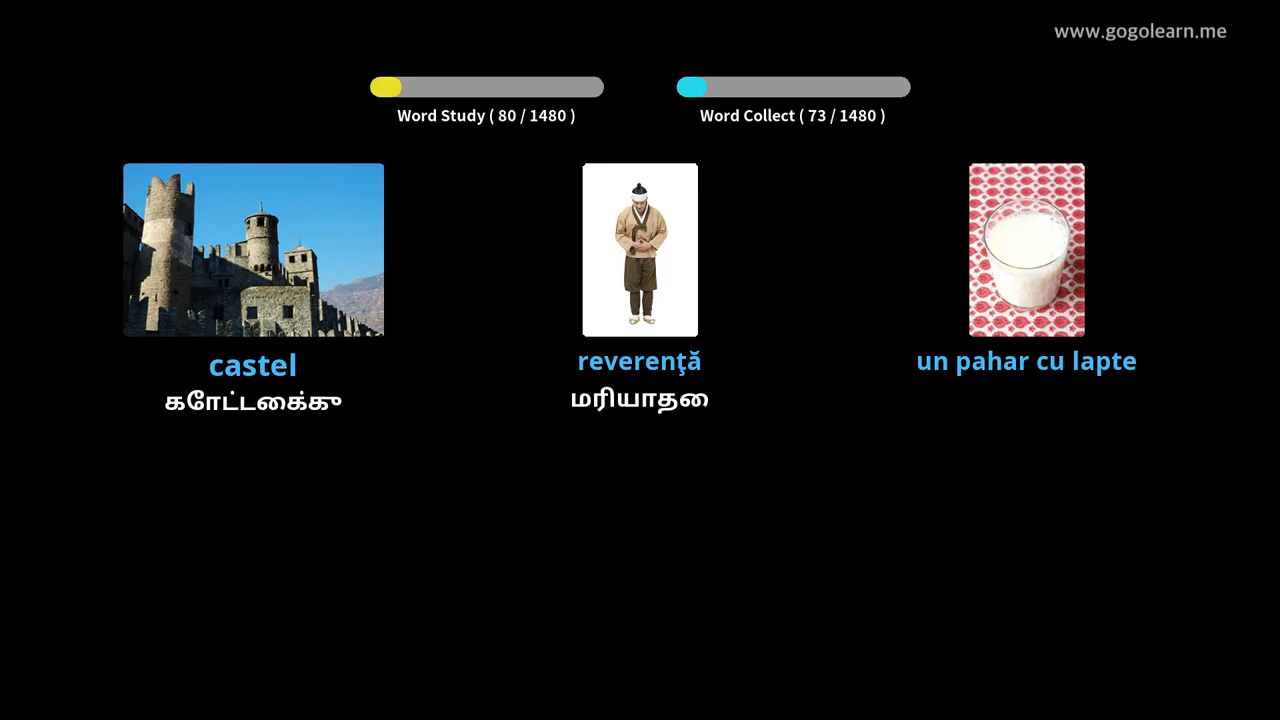 www.gogolearn.me
Word Study ( 80 / 1480 )
Word Collect ( 73 / 1480 )
castel
reverenţă
un pahar cu lapte
கோட்டைக்கு
மரியாதை